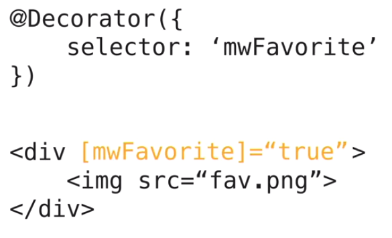 @Decorator({
    selector: ‘mwFavorite’
})
<div [mwFavorite]=“true”>
    <img src=“fav.png”>
</div>